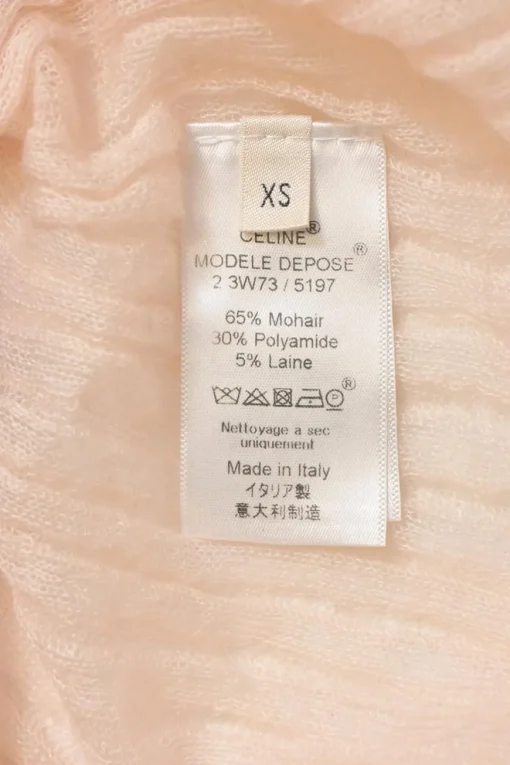 XS
CELINE®
MODELE DEPOSE®
2 3W73 / 5197
65% Mohair
30% Polyamide
5% Laine
P ®
Nettoyage a sec
uniquement
Made in Italy
イタリア製
意大利制造